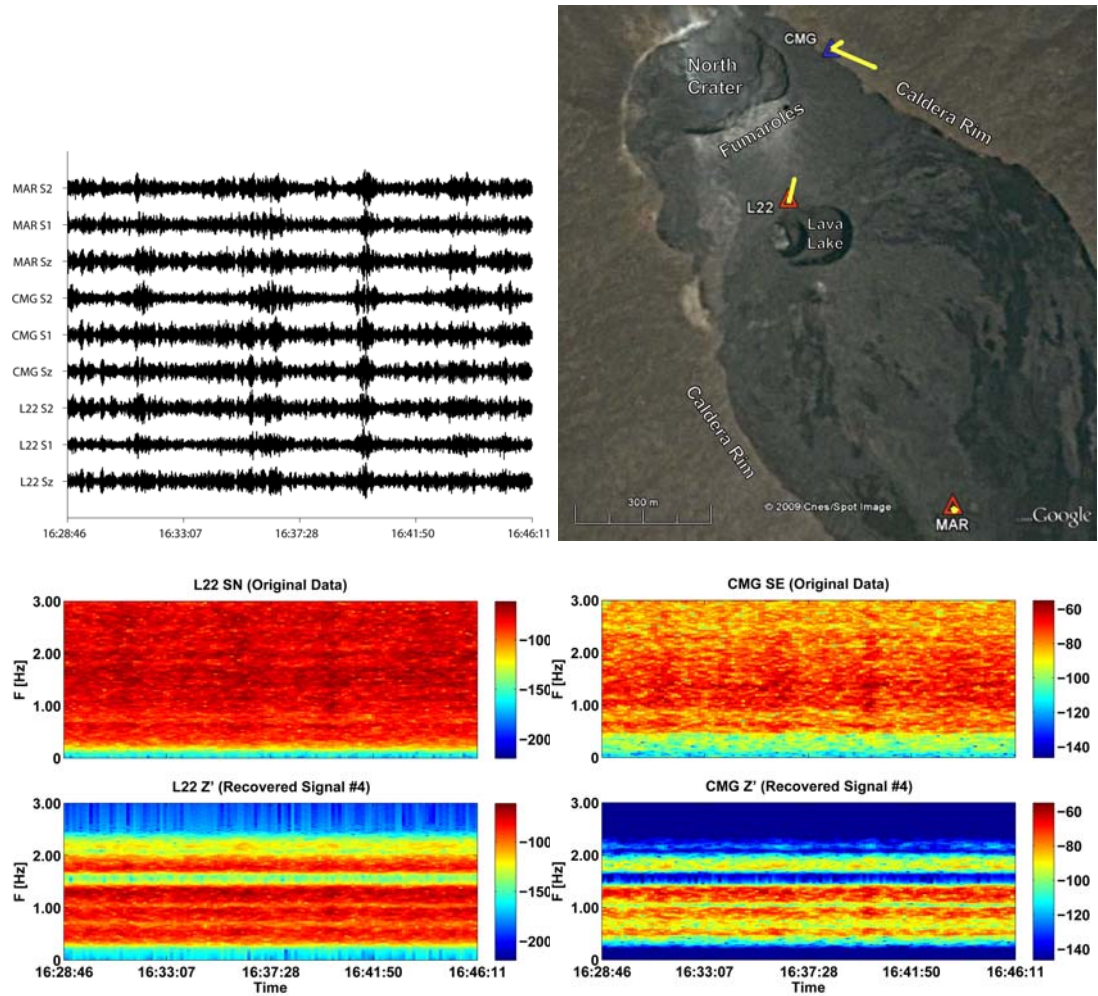 MAR S2
MAR S1
MAR Sz
CMG S2
CMG S1
CMG Sz
L22 S2
L22 S1
L22 Sz
16:28:46 16:33:07 16:37:28 16:41:50 16:46:11
CMG
North
Crater
Caldera Rim
Fumaroles
L22
Lava
Lake
Caldera Rim
300 m
© 2009 Cnes/Spot Image
Google
MAR
L22 SN (Original Data)
3.00
2.00
1.00
0
F [Hz]
−100
−150
−200
CMG SE (Original Data)
3.00
2.00
1.00
0
F [Hz]
−60
−80
−100
−120
−140
L22 Z' (Recovered Signal #4)
3.00
2.00
1.00
0
F [Hz]
−100
−150
−200
16:28:46 16:33:07 16:37:28 16:41:50 16:46:11
Time
CMG Z' (Recovered Signal #4)
3.00
2.00
1.00
0
F [Hz]
−60
−80
−100
−120
−140
16:28:46 16:33:07 16:37:28 16:41:50 16:46:11
Time